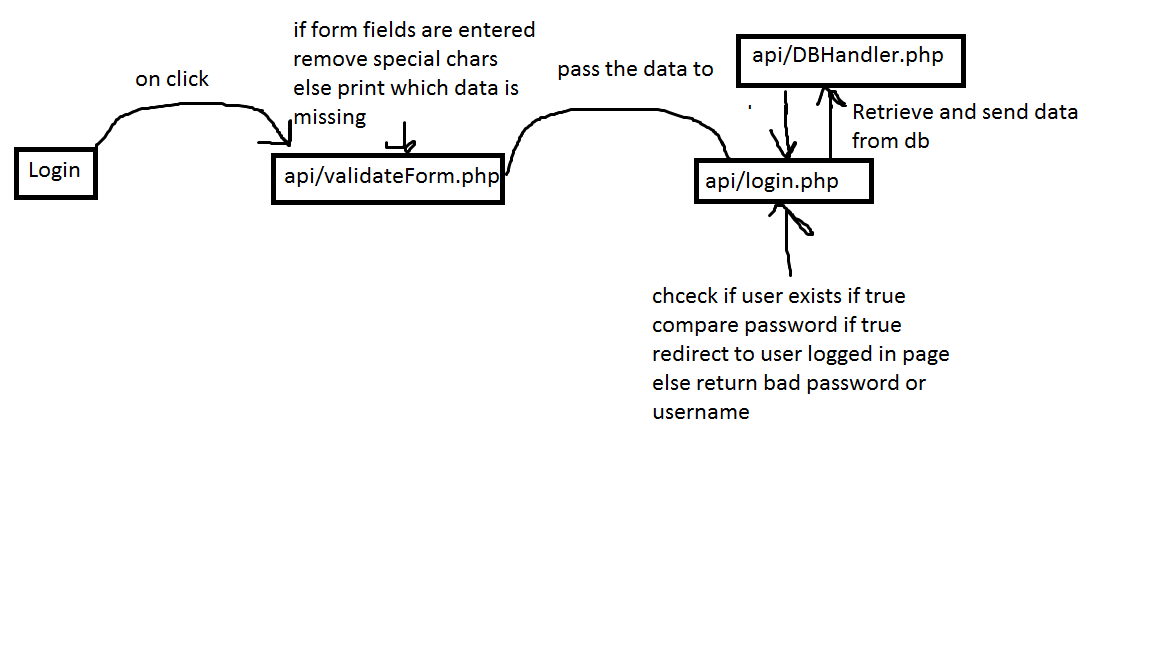 if form fields are entered
remove special chars
else print which data is
missing
on click
pass the data to
api/DBHandler.php
Retrieve and send data
from db
Login
api/validateForm.php
api/login.php
chceck if user exists if true
compare password if true
redirect to user logged in page
else return bad password or
username